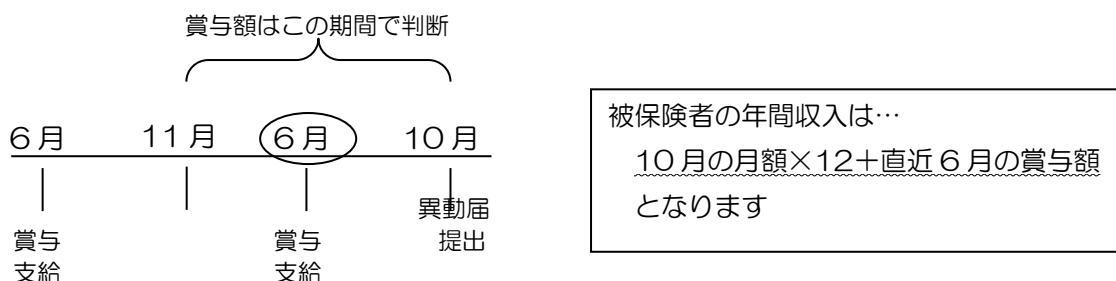 賞与額はこの期間で判断
6月 11月 6月 10月
異動届
提出
賞与
支給
賞与
支給
被保険者の年間収入は…
10月の月額×12+直近6月の賞与額
となります